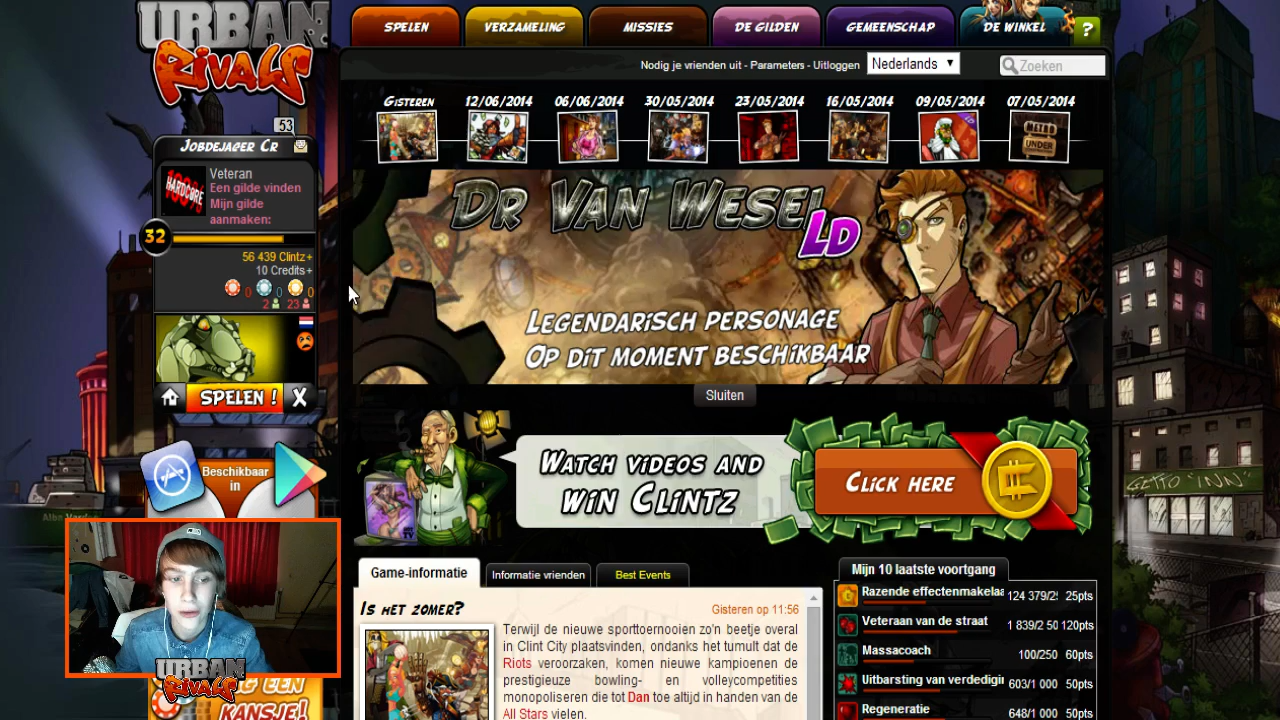 URBAN
RIVALS
SPELEN
VERZAMELING
MISSIES
DE GILDEN
GEMEENSCHAP
DE WINKEL
?
Nodig je vrienden uit - Parameters - Uitloggen
Nederlands
Zoeken
53
JOBDEJAGER CR
HARDCORE
Veteran
Een gilde vinden
Mijn gilde
aanmaken:
32
56 439 Clintz+
10 Credits+
0 0 0
2 23
SPELEN !
X
Beschikbaar
in
GISTEREN
12/06/2014
06/06/2014
30/05/2014
23/05/2014
16/05/2014
09/05/2014
07/05/2014
UNDER
DR VAN WESEL
LD
LEGENDARISCH PERSONAGE
OP DIT MOMENT BESCHIKBAAR
Sluiten
WATCH VIDEOS AND
WIN CLINTZ
CLICK HERE
GHETTO "INN"
Game-informatie
Informatie vrienden
Best Events
IS HET ZOMER?
Gisteren op 11:56
Terwijl de nieuwe sporttoernooien zo'n beetje overal
in Clint City plaatsvinden, ondanks het tumult dat de
Riots veroorzaken, komen nieuwe kampioenen de
prestigieuze bowling- en volleycompetities
monopoliseren die tot Dan toe altijd in handen van de
All Stars vielen.
Mijn 10 laatste voortgang
Razende effectenmakelaa
124 379/2
25pts
Veteraan van de straat
1 839/2 50
120pts
Massacoach
100/250
60pts
Uitbarsting van verdedigin
603/1 000
50pts
Regeneratie
648/1 000
50pts
URBAN
RIVALS
G EEN
KANSJE!